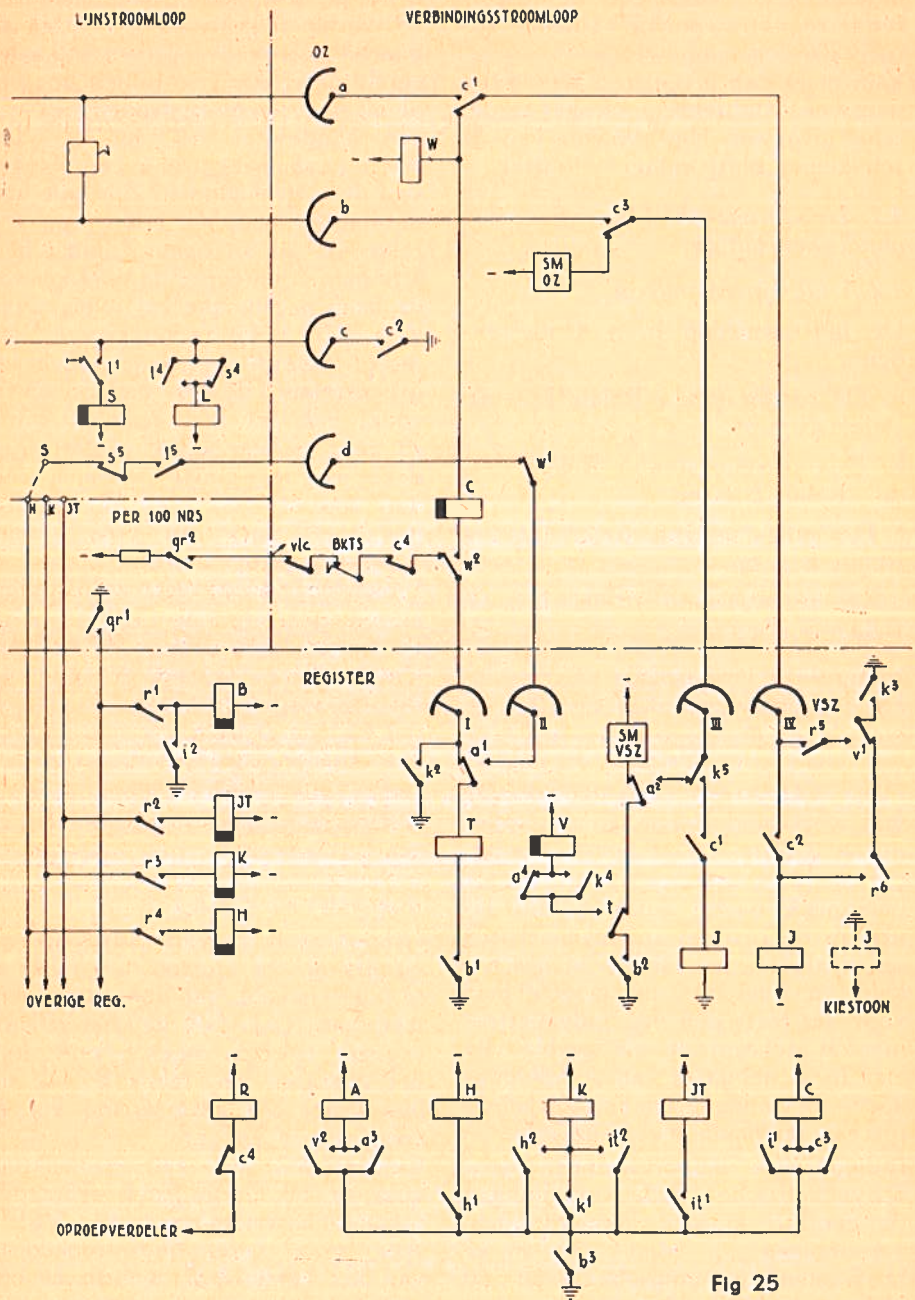 LIJNSTROOMLOOP
VERBINDINGSSTROOMLOOP
OZ
a
c1
W
-
b
c3
SM
OZ
-
c
c2
l1
l4
s4
S
L
-
-
S
s5
l5
d
w1
C
H
K
JT
PER 100 NRS
- gr2
vlc
BKTS
c4
w2
gr1
REGISTER
I
II
III
IV
VSZ
k3
r1
B
-
i2
k2
a1
SM
VSZ
-
a2
k5
r5
v1
r2
JT
-
T
V
-
a4
k4
t
c1
c2
r6
r3
K
-
r4
H
-
b1
b2
J
J
-
J
OVERIGE REG.
KIESTOON
-
R
c4
OPROEPVERDELER
-
A
v2
a3
-
H
h1
-
K
h2
it2
k1
-
JT
it1
-
C
i1
c3
b3
Fig 25